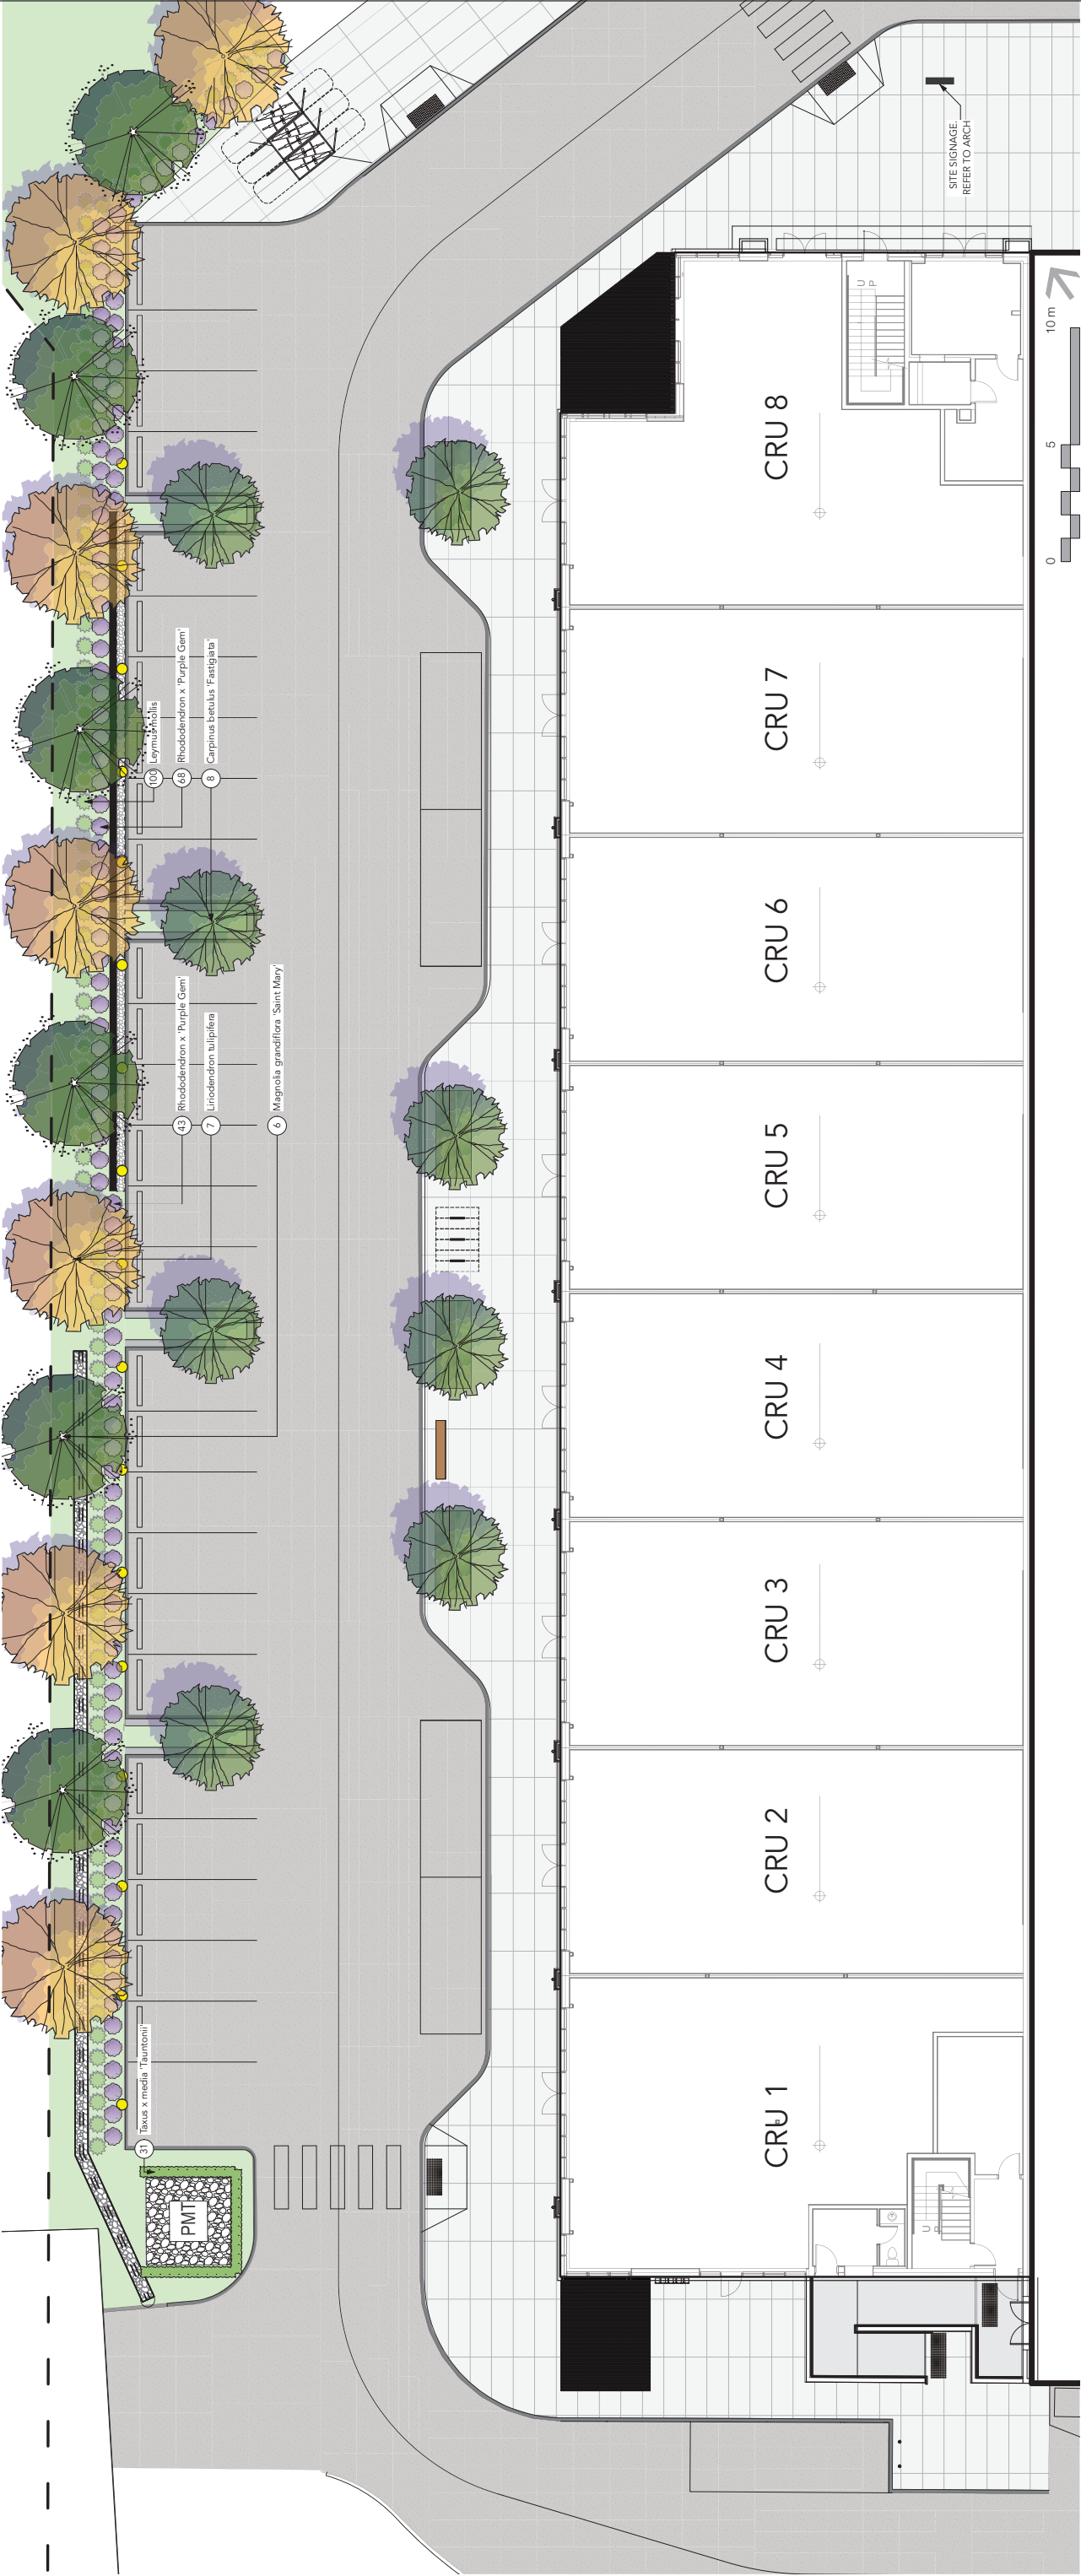 SITE SIGNAGE.
REFER TO ARCH
UP
10 m
5
0
CRU 8
CRU 7
CRU 6
CRU 5
CRU 4
CRU 3
CRU 2
CRU 1
100 Leymus mollis
68 Rhododendron x 'Purple Gem'
8 Carpinus betulus 'Fastigiata'
43 Rhododendron x 'Purple Gem'
7 Liriodendron tulipifera
6 Magnolia grandiflora 'Saint Mary'
31 Taxus x media 'Tauntonii'
PMT
UP